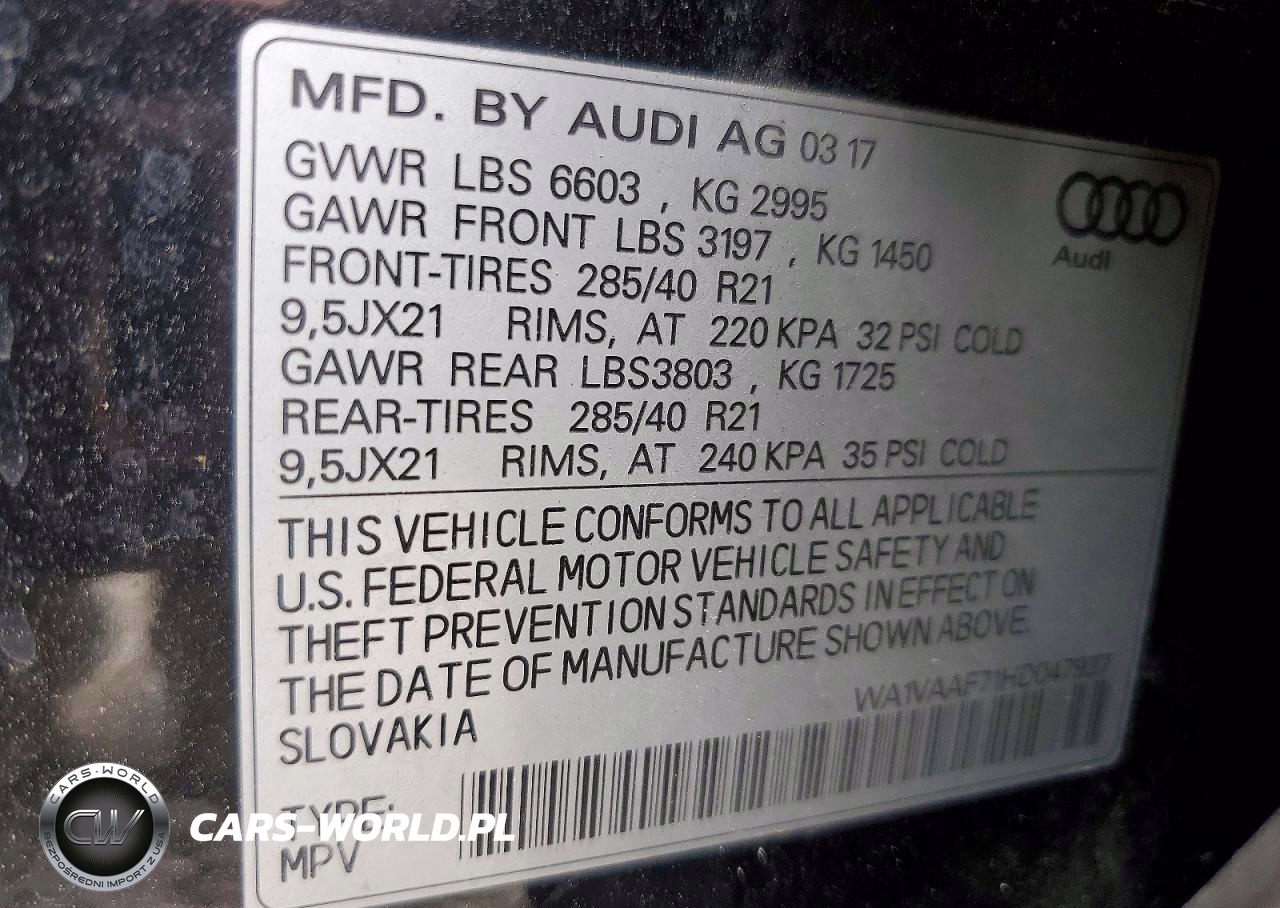 MFD. BY AUDI AG 03 17
GVWR LBS 6603 , KG 2995
GAWR FRONT LBS 3197 , KG 1450
FRONT-TIRES 285/40 R21
9,5JX21 RIMS, AT 220 KPA 32 PSI COLD
GAWR REAR LBS3803 , KG 1725
REAR-TIRES 285/40 R21
9,5JX21 RIMS, AT 240 KPA 35 PSI COLD
Audi
THIS VEHICLE CONFORMS TO ALL APPLICABLE
U.S. FEDERAL MOTOR VEHICLE SAFETY AND
THEFT PREVENTION STANDARDS IN EFFECT ON
THE DATE OF MANUFACTURE SHOWN ABOVE.
SLOVAKIA
WA1VAAF71HD047937
TYPE:
MPV
CARS-WORLD
CW
BEZPOŚREDNI IMPORT Z USA
CARS-WORLD.PL